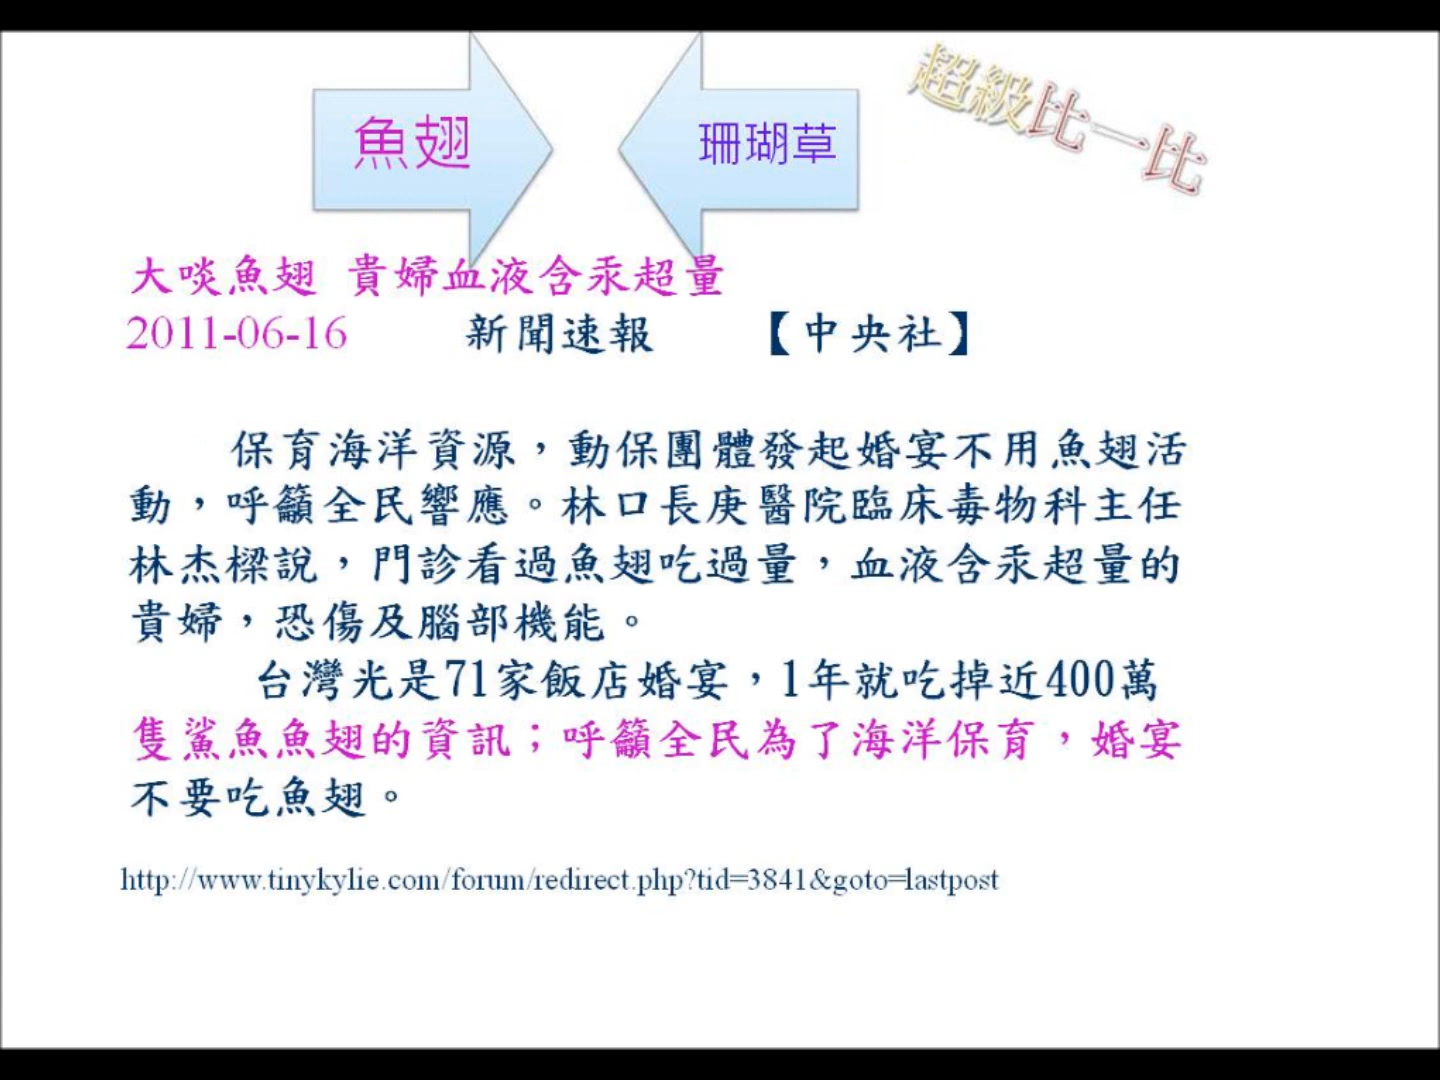 魚翅
珊瑚草
超級比一比
大啖魚翅 貴婦血液含汞超量
2011-06-16 新聞速報 【中央社】
保育海洋資源，動保團體發起婚宴不用魚翅活
動，呼籲全民響應。林口長庚醫院臨床毒物科主任
林杰樑說，門診看過魚翅吃過量，血液含汞超量的
貴婦，恐傷及腦部機能。
台灣光是71家飯店婚宴，1年就吃掉近400萬
隻鯊魚魚翅的資訊；呼籲全民為了海洋保育，婚宴
不要吃魚翅。
http://www.tinykylie.com/forum/redirect.php?tid=3841&goto=lastpost